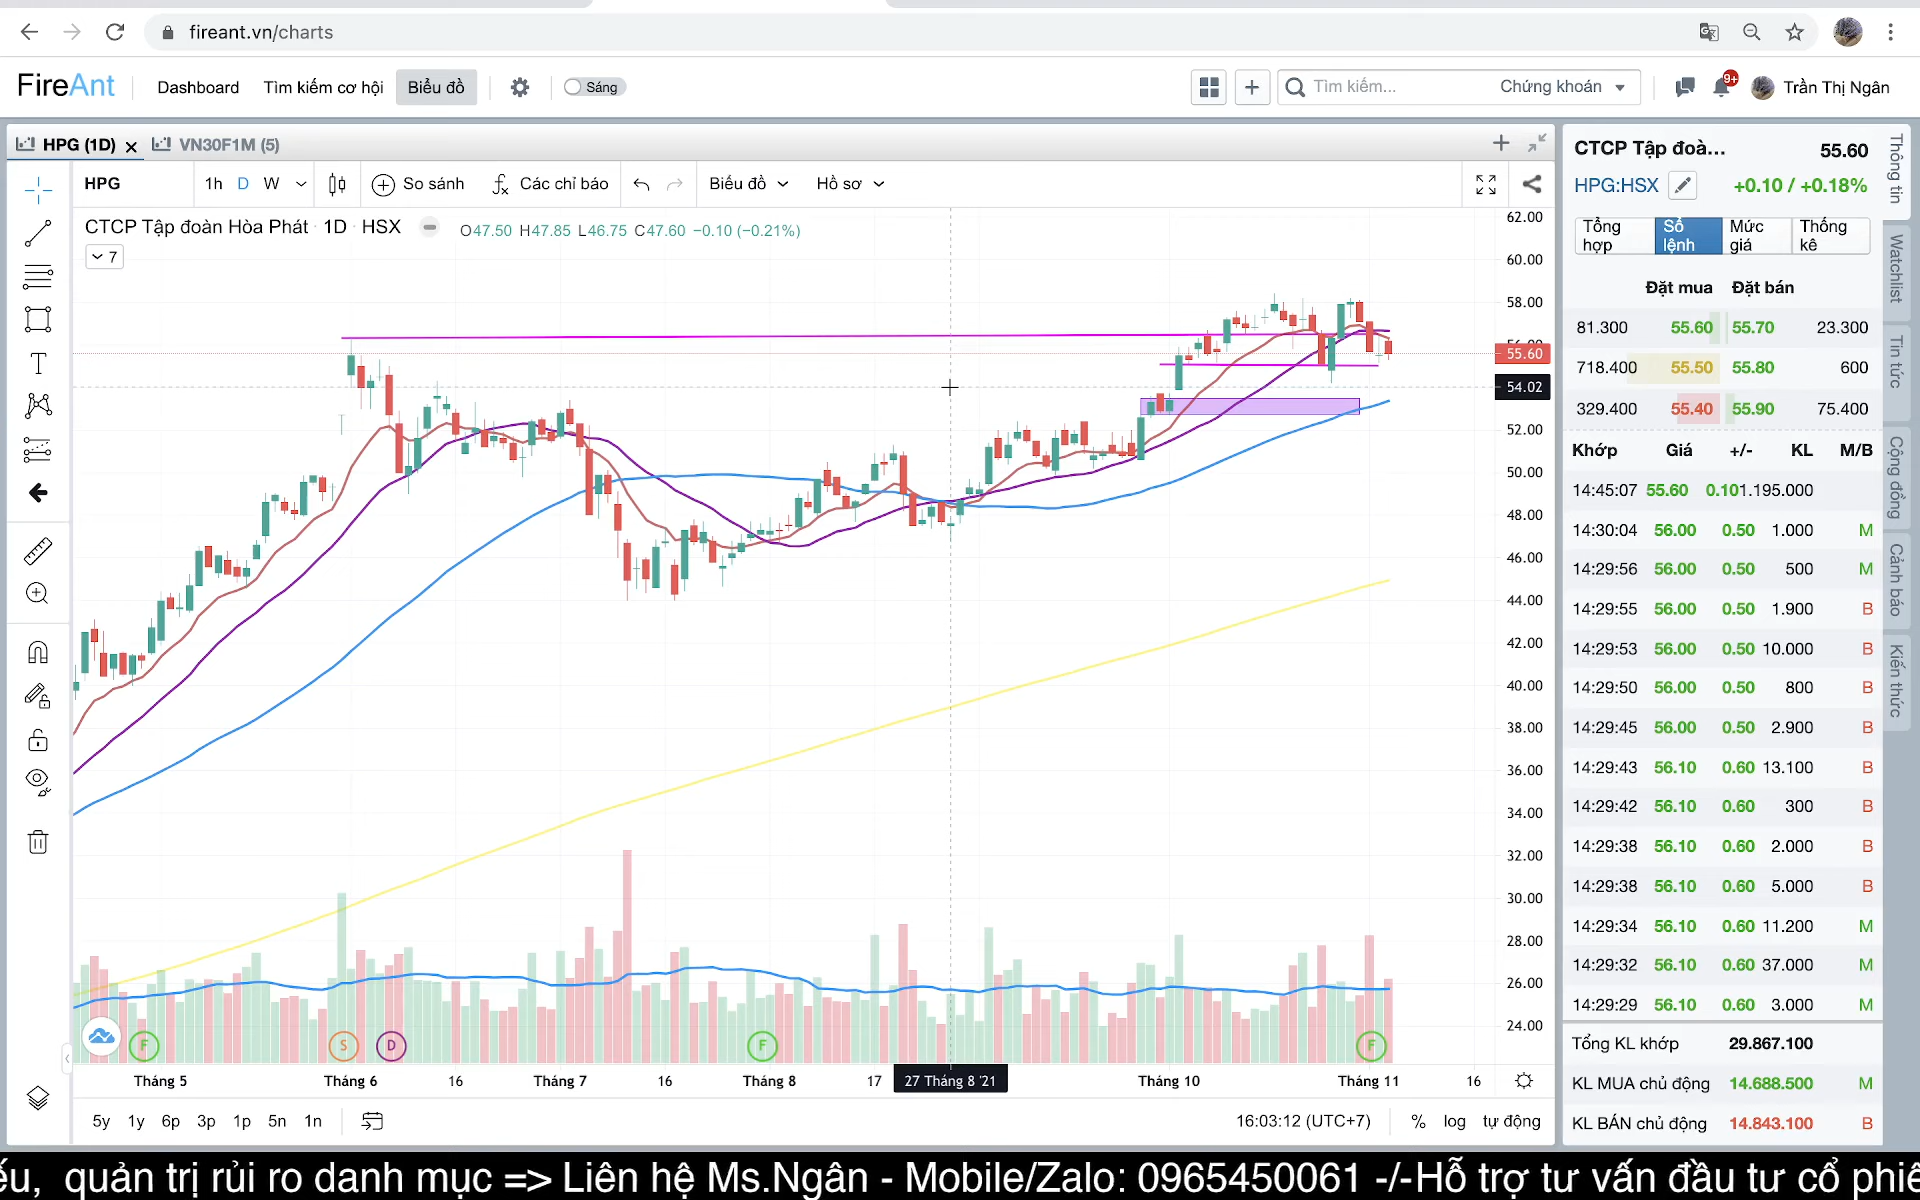 fireant.vn/charts
FireAnt
Dashboard
Tìm kiếm cơ hội
Biểu đồ
Sáng
Tìm kiếm...
Chứng khoán
9+
Trần Thị Ngân
HPG (1D)
VN30F1M (5)
HPG
1h D W
So sánh
Các chỉ báo
Biểu đồ
Hồ sơ
CTCP Tập đoàn Hòa Phát · 1D · HSX
O47.50 H47.85 L46.75 C47.60 −0.10 (−0.21%)
7
62.00
60.00
58.00
55.60
54.02
52.00
50.00
48.00
46.00
44.00
42.00
40.00
38.00
36.00
34.00
32.00
30.00
28.00
26.00
24.00
F S D F F
Tháng 5 Tháng 6 16 Tháng 7 16 Tháng 8 17 27 Tháng 8 '21 Tháng 10 Tháng 11 16
5y 1y 6p 3p 1p 5n 1n
16:03:12 (UTC+7) % log tự động
CTCP Tập đoà... 55.60
HPG:HSX +0.10 / +0.18%
Tổng hợp
Sổ lệnh
Mức giá
Thống kê
Đặt mua Đặt bán
81.300 55.60 55.70 23.300
718.400 55.50 55.80 600
329.400 55.40 55.90 75.400
Khớp Giá +/- KL M/B
14:45:07 55.60 0.10 1.195.000
14:30:04 56.00 0.50 1.000 M
14:29:56 56.00 0.50 500 M
14:29:55 56.00 0.50 1.900 B
14:29:53 56.00 0.50 10.000 B
14:29:50 56.00 0.50 800 B
14:29:45 56.00 0.50 2.900 B
14:29:43 56.10 0.60 13.100 B
14:29:42 56.10 0.60 300 B
14:29:38 56.10 0.60 2.000 B
14:29:38 56.10 0.60 5.000 B
14:29:34 56.10 0.60 11.200 M
14:29:32 56.10 0.60 37.000 M
14:29:29 56.10 0.60 3.000 M
Tổng KL khớp 29.867.100
KL MUA chủ động 14.688.500 M
KL BÁN chủ động 14.843.100 B
Thông tin
Watchlist
Tin tức
Cộng đồng
Cảnh báo
Kiến thức
quản trị rủi ro danh mục => Liên hệ Ms.Ngân - Mobile/Zalo: 0965450061 -/-Hỗ trợ tư vấn đầu tư cổ